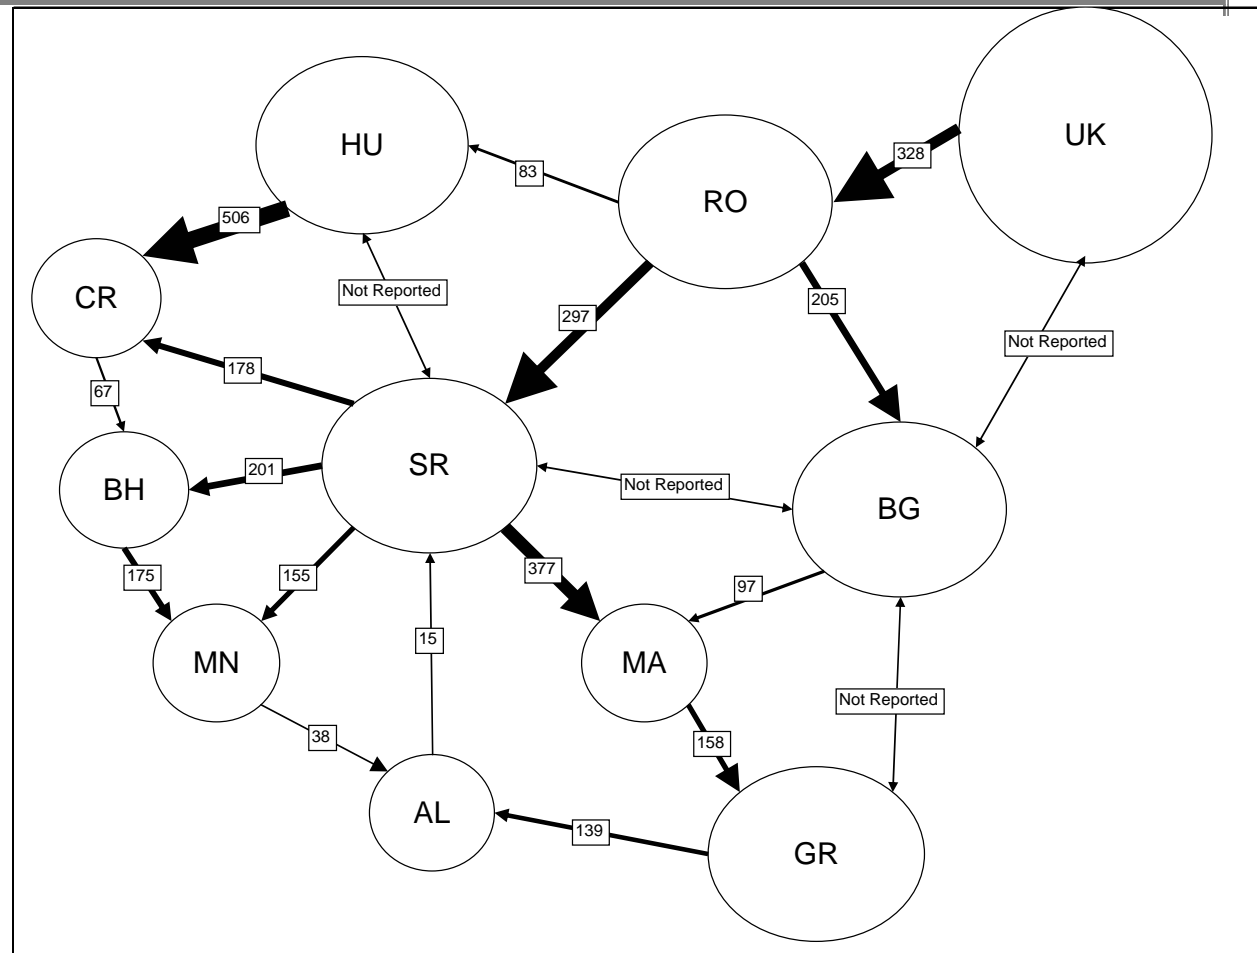 UK
HU
328
83
RO
506
CR
Not Reported
205
297
Not Reported
178
67
SR
201
BH
Not Reported
BG
377
175
155
97
15
MN
MA
Not Reported
38
158
AL
139
GR